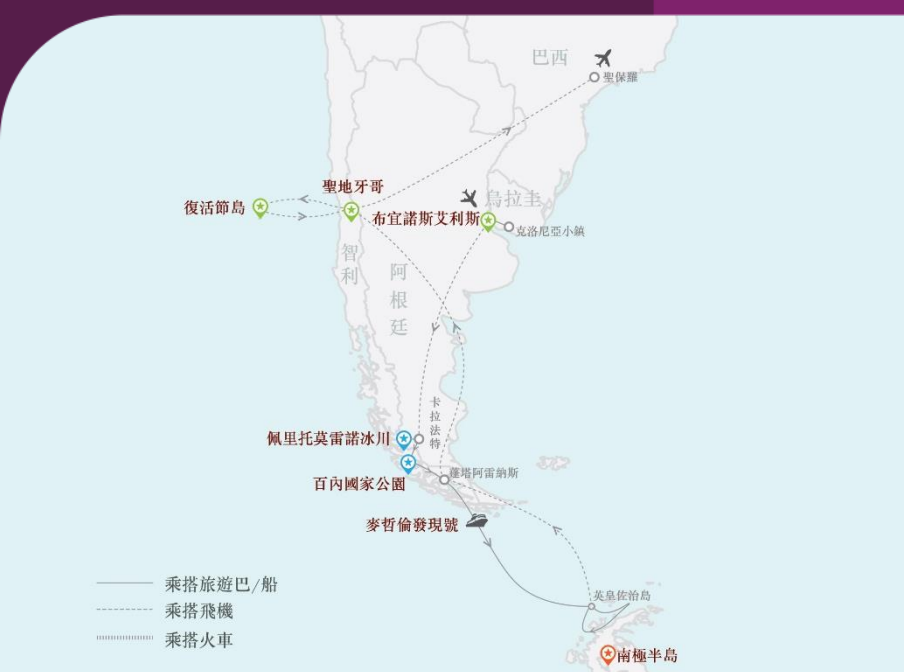 巴西
聖保羅
聖地牙哥
復活節島
烏拉圭
布宜諾斯艾利斯
克洛尼亞小鎮
智利
阿根廷
卡拉法特
佩里托莫雷諾冰川
百內國家公園
蓬塔阿雷納斯
麥哲倫發現號
乘搭旅遊巴/船
乘搭飛機
乘搭火車
英皇佐治島
南極半島